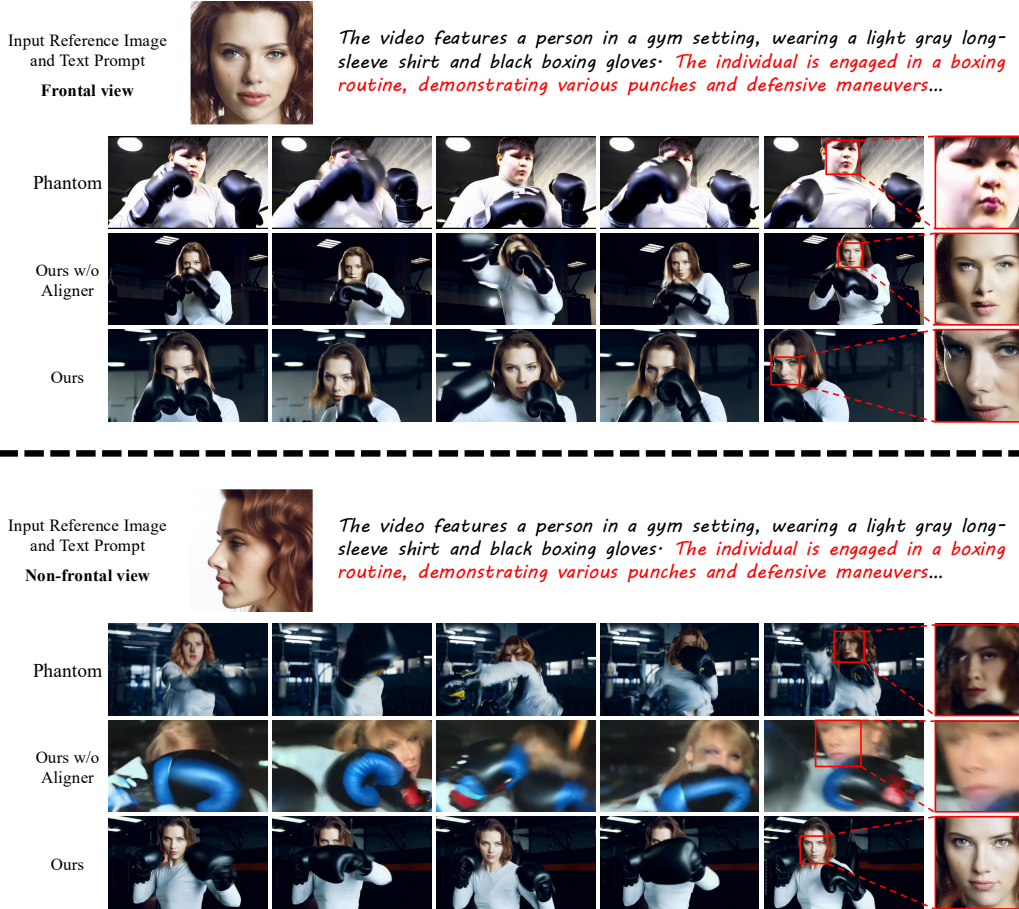 Input Reference Image
and Text Prompt
Frontal view
The video features a person in a gym setting, wearing a light gray long-
sleeve shirt and black boxing gloves. The individual is engaged in a boxing
routine, demonstrating various punches and defensive maneuvers...
Phantom
Ours w/o
Aligner
Ours
Input Reference Image
and Text Prompt
Non-frontal view
The video features a person in a gym setting, wearing a light gray long-
sleeve shirt and black boxing gloves. The individual is engaged in a boxing
routine, demonstrating various punches and defensive maneuvers...
Phantom
Ours w/o
Aligner
Ours